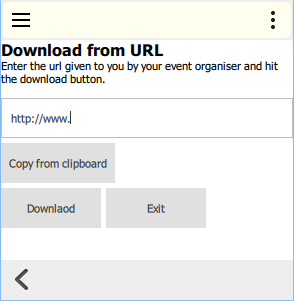 Download from URL
Enter the url given to you by your event organiser and hit
the download button.
http://www.
Copy from clipboard
Downlaod
Exit